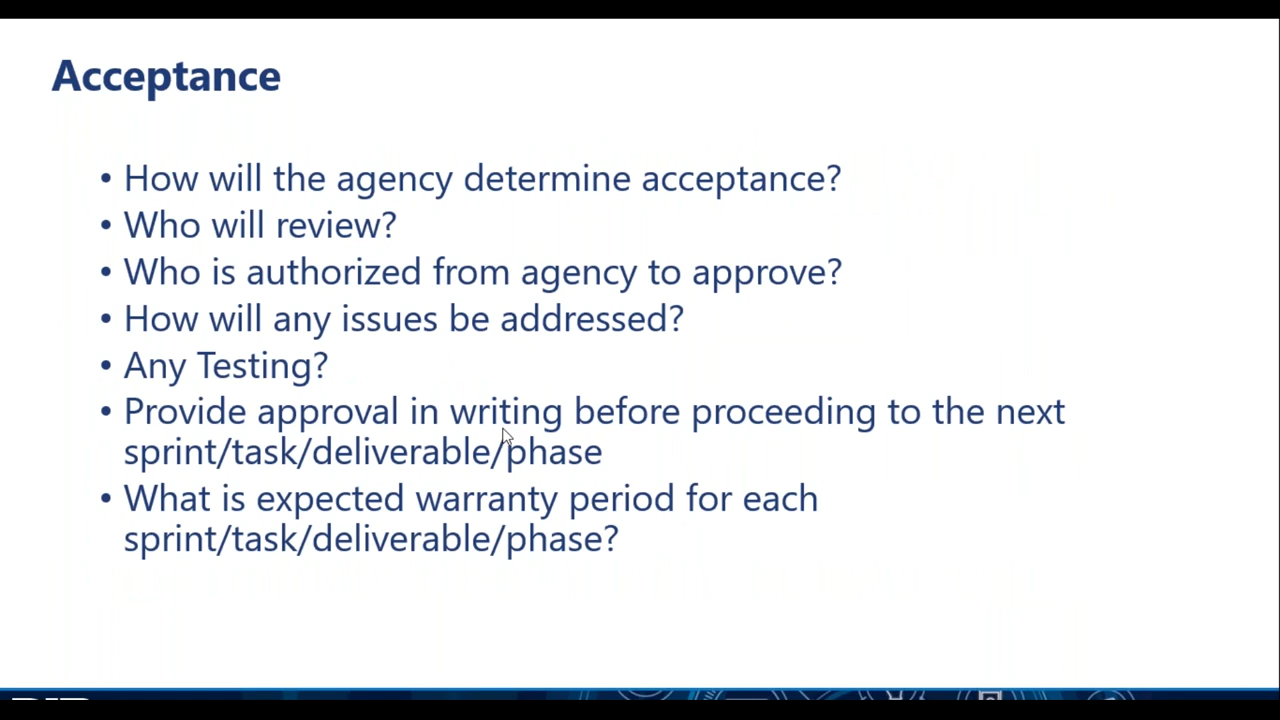 Acceptance
• How will the agency determine acceptance?
• Who will review?
• Who is authorized from agency to approve?
• How will any issues be addressed?
• Any Testing?
• Provide approval in writing before proceeding to the next
sprint/task/deliverable/phase
• What is expected warranty period for each
sprint/task/deliverable/phase?